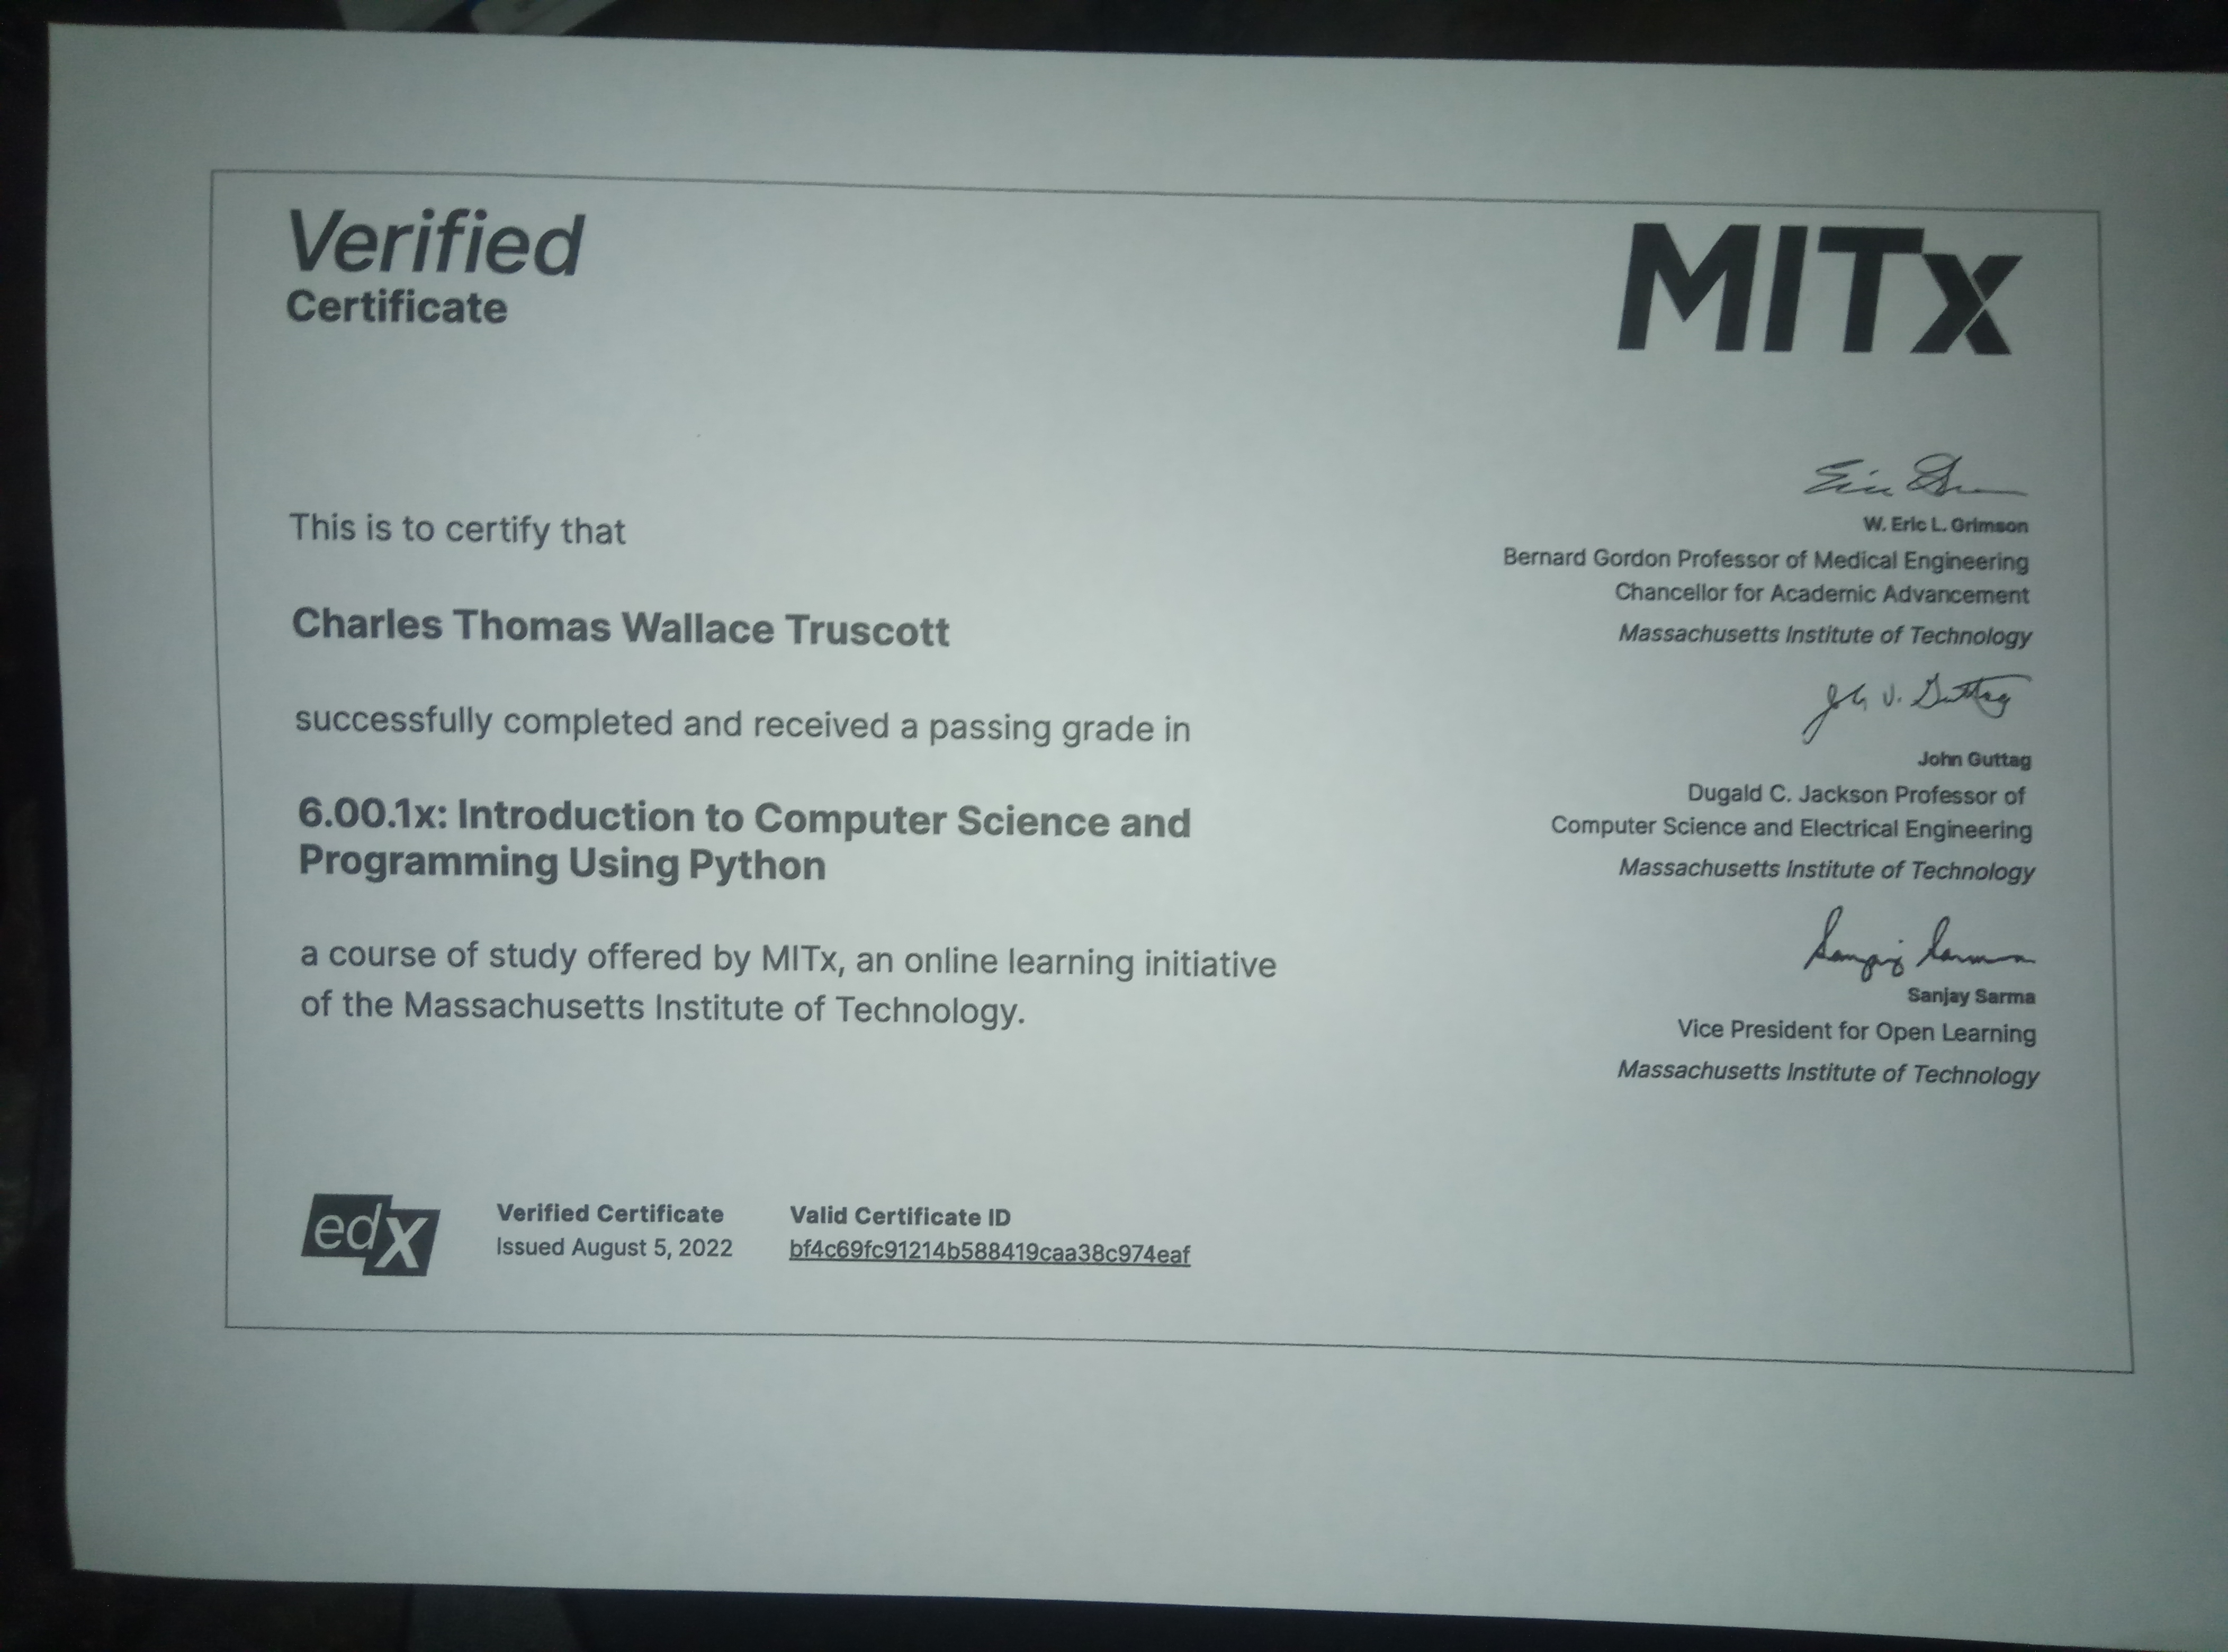 Verified
Certificate
MITx
This is to certify that
Charles Thomas Wallace Truscott
successfully completed and received a passing grade in
6.00.1x: Introduction to Computer Science and
Programming Using Python
a course of study offered by MITx, an online learning initiative
of the Massachusetts Institute of Technology.
W. Eric L. Grimson
Bernard Gordon Professor of Medical Engineering
Chancellor for Academic Advancement
Massachusetts Institute of Technology
John Guttag
Dugald C. Jackson Professor of
Computer Science and Electrical Engineering
Massachusetts Institute of Technology
Sanjay Sarma
Vice President for Open Learning
Massachusetts Institute of Technology
edX
Verified Certificate
Issued August 5, 2022
Valid Certificate ID
bf4c69fc91214b588419caa38c974eaf